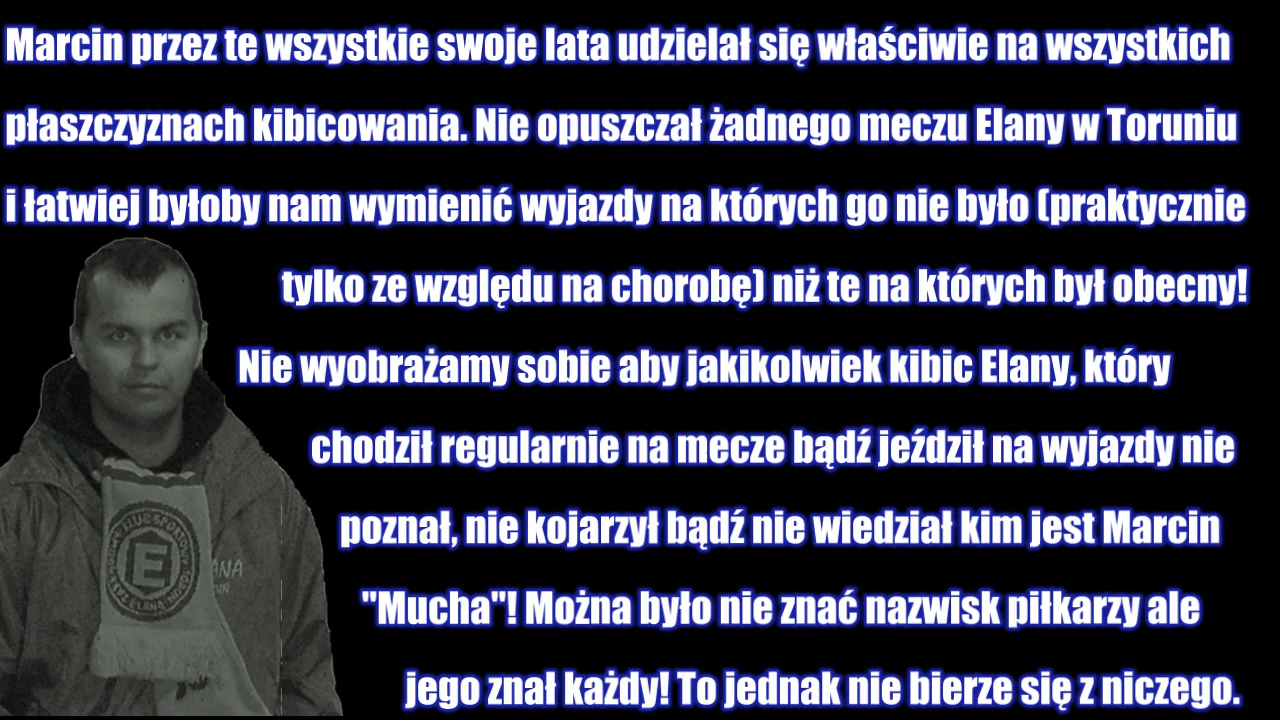 Marcin przez te wszystkie swoje lata udzielał się właściwie na wszystkich
płaszczyznach kibicowania. Nie opuszczał żadnego meczu Elany w Toruniu
i łatwiej byłoby nam wymienić wyjazdy na których go nie było (praktycznie
tylko ze względu na chorobę) niż te na których był obecny!
Nie wyobrażamy sobie aby jakikolwiek kibic Elany, który
chodził regularnie na mecze bądź jeździł na wyjazdy nie
poznał, nie kojarzył bądź nie wiedział kim jest Marcin
"Mucha"! Można było nie znać nazwisk piłkarzy ale
jego znał każdy! To jednak nie bierze się z niczego.
E